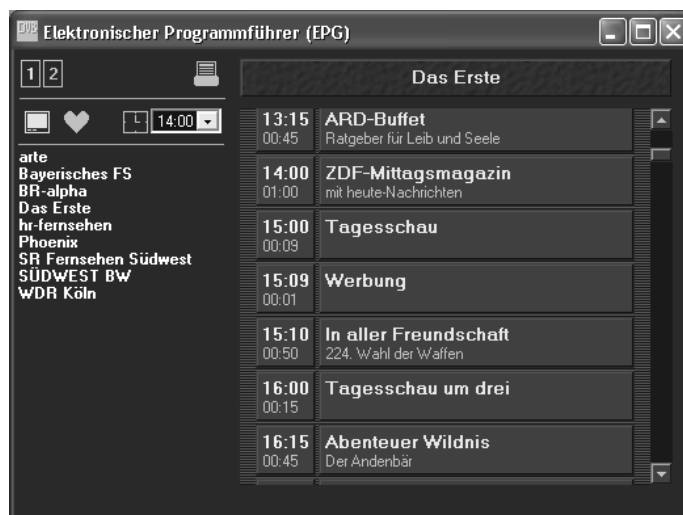 DVB Elektronischer Programmführer (EPG)
1 2
14:00
arte
Bayerisches FS
BR-alpha
Das Erste
hr-fernsehen
Phoenix
SR Fernsehen Südwest
SÜDWEST BW
WDR Köln
Das Erste
13:15 ARD-Buffet
00:45 Ratgeber für Leib und Seele
14:00 ZDF-Mittagsmagazin
01:00 mit heute-Nachrichten
15:00 Tagesschau
00:09
15:09 Werbung
00:01
15:10 In aller Freundschaft
00:50 224. Wahl der Waffen
16:00 Tagesschau um drei
00:15
16:15 Abenteuer Wildnis
00:45 Der Andenbär